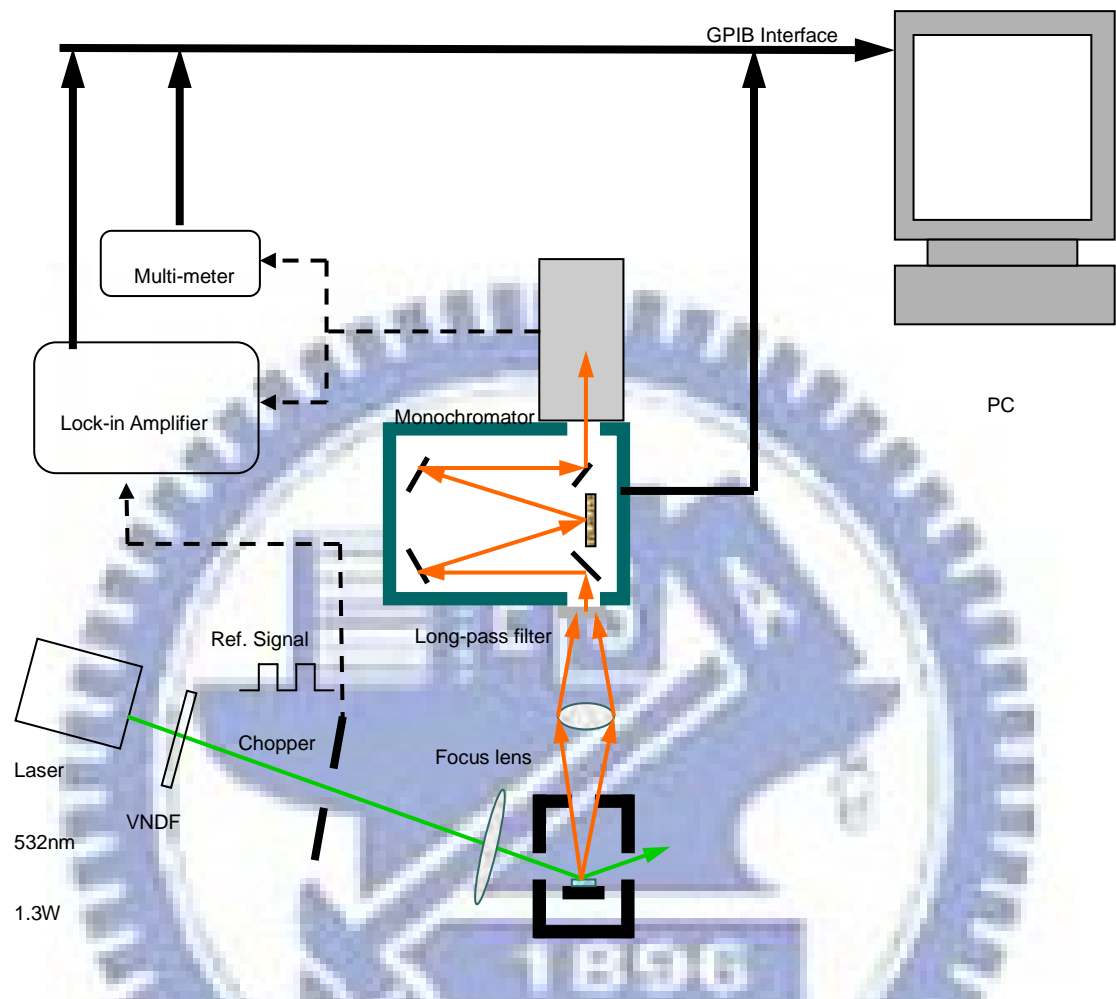 GPIB Interface
Multi-meter
Lock-in Amplifier
Monochromator
PC
Ref. Signal
Long-pass filter
Chopper
Focus lens
Laser
VNDF
532nm
1.3W
1896